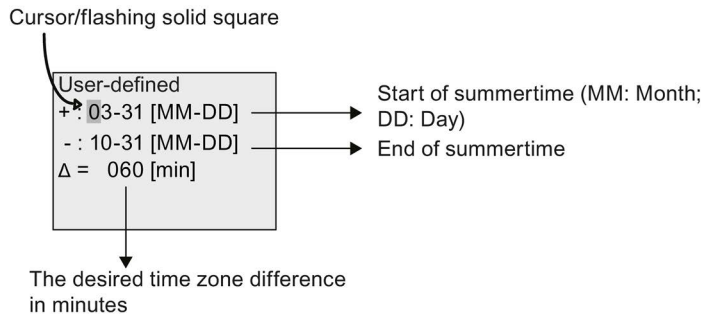 Cursor/flashing solid square
User-defined
+ : 03-31 [MM-DD]
Start of summertime (MM: Month;
DD: Day)
- : 10-31 [MM-DD]
End of summertime
Δ = 060 [min]
The desired time zone difference
in minutes